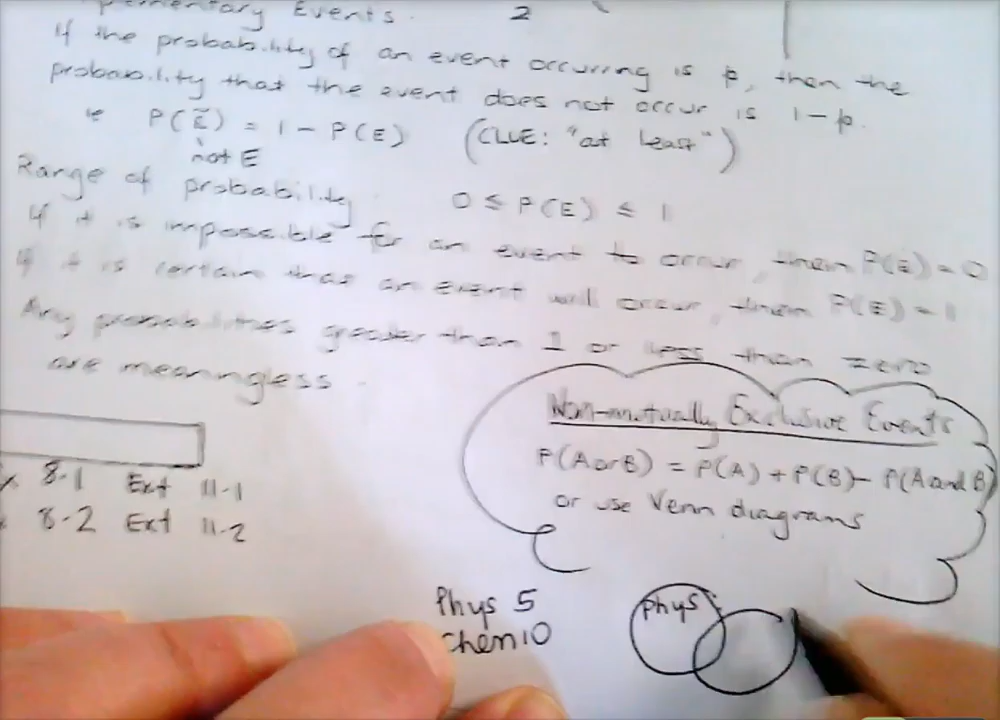 Events.
2
If the probability of an event occurring is p, then the
probability that the event does not occur is 1-p.
ie P(Ẽ) = 1 - P(E) (CLUE: "at least")
not E
Range of probability 0 ≤ P(E) ≤ 1
If it is impossible for an event to occur, then P(E) = 0
If it is certain that an event will occur, then P(E) = 1
Any probabilities greater than 1 or less than zero
are meaningless.
Non-mutually Exclusive Events
P(A or B) = P(A) + P(B) - P(A and B)
or use Venn diagrams
8-1 Ext 11-1
8-2 Ext 11-2
Phys 5
Chem 10
phys